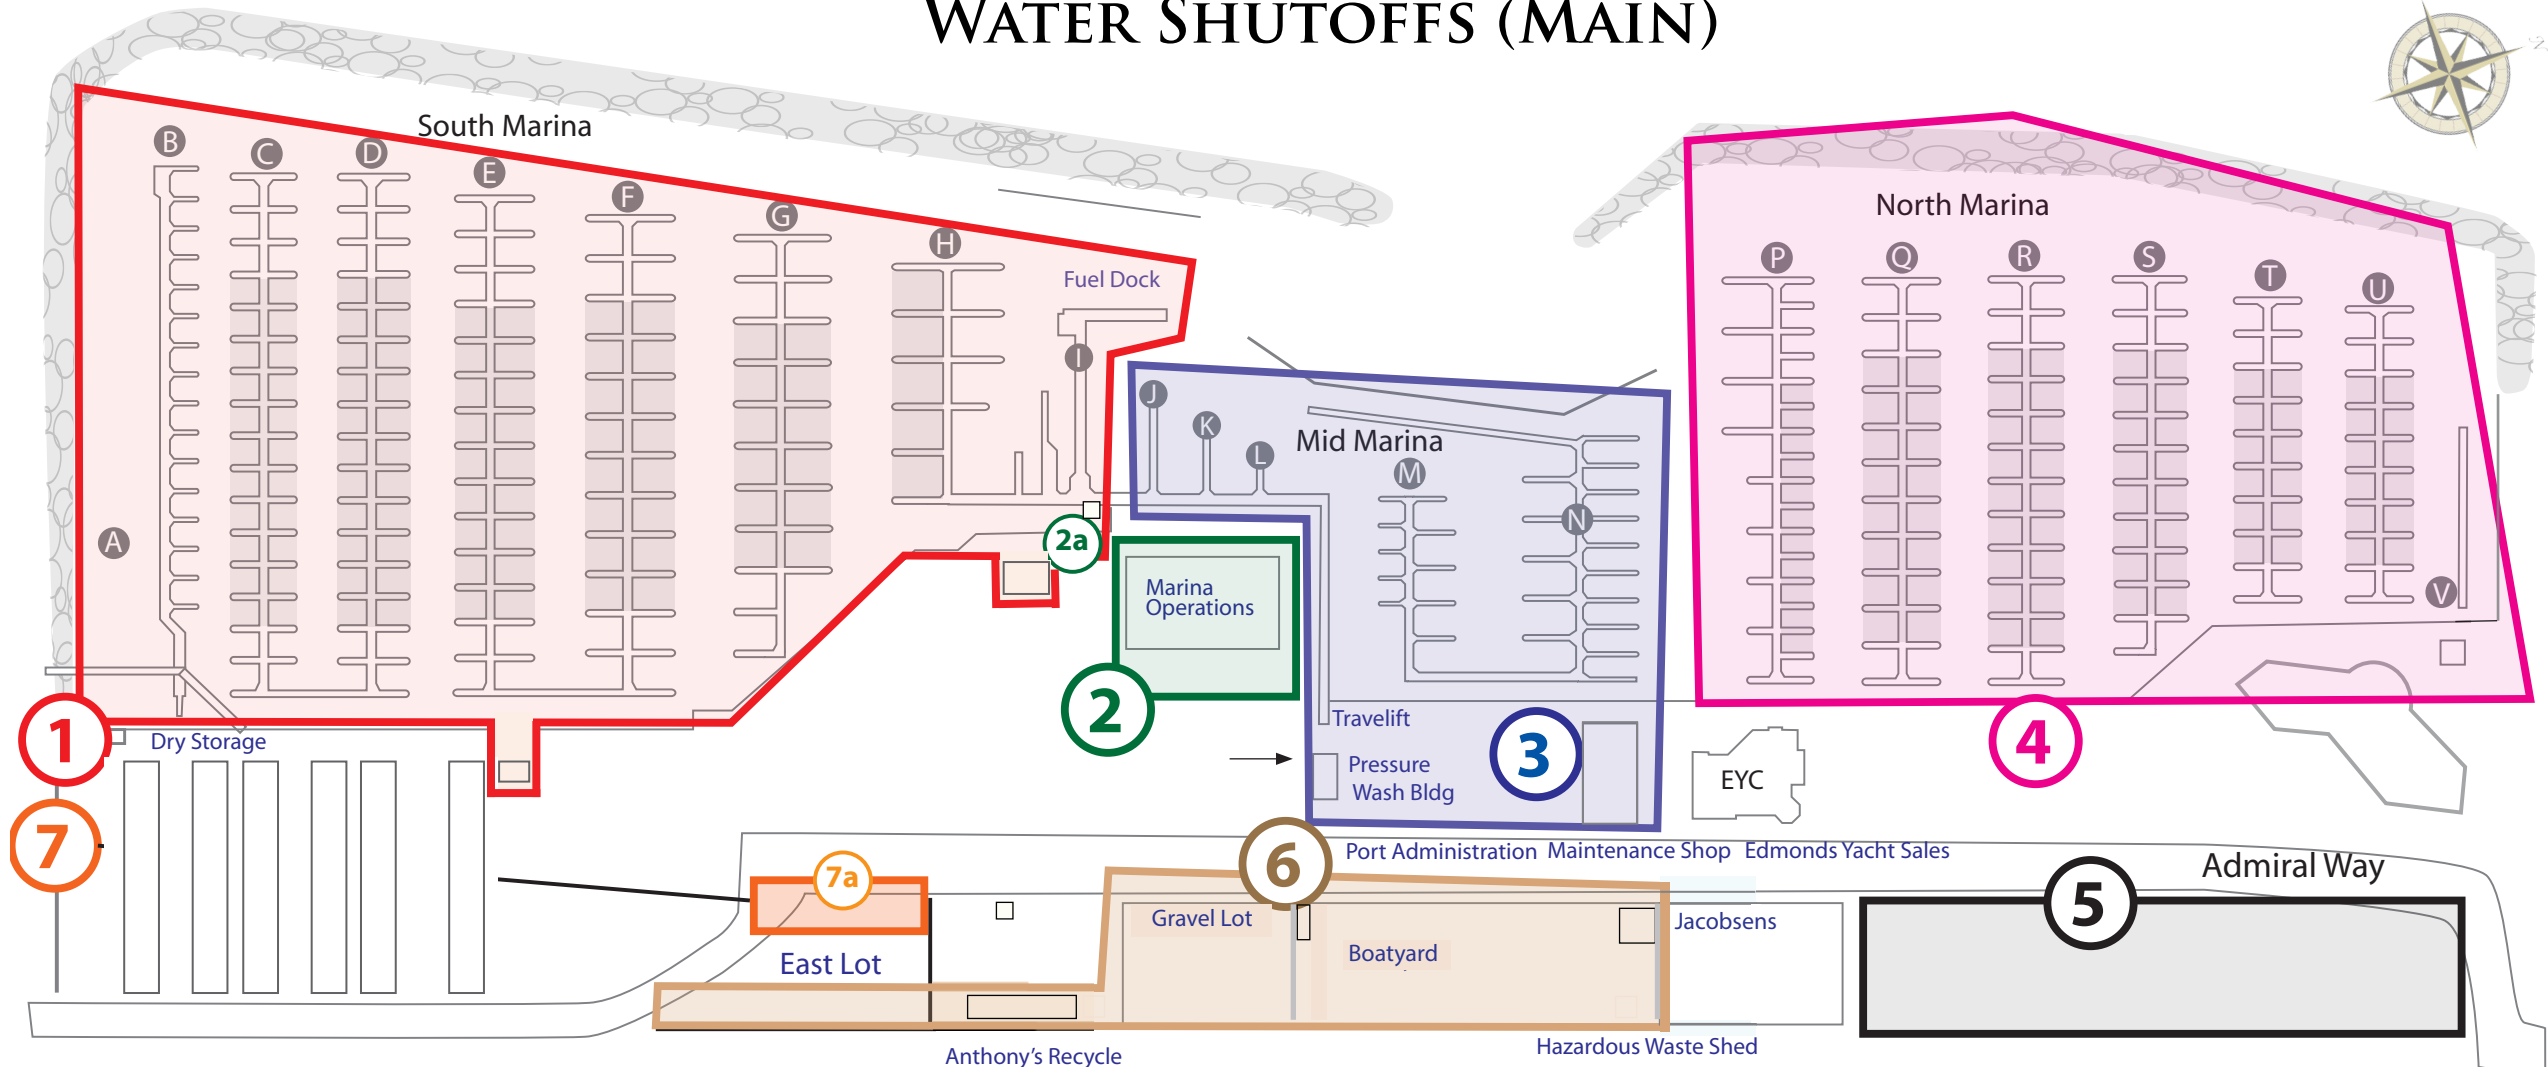 WATER SHUTOFFS (MAIN)
South Marina
B
C
D
E
F
G
H
Fuel Dock
I
A
North Marina
P
Q
R
S
T
U
V
J
K
L
Mid Marina
M
N
2a
Marina
Operations
2
1
Dry Storage
7
Travelift
Pressure
Wash Bldg
3
4
EYC
6
Port Administration
Maintenance Shop
Edmonds Yacht Sales
Admiral Way
7a
5
Gravel Lot
Jacobsens
East Lot
Boatyard
Anthony's Recycle
Hazardous Waste Shed